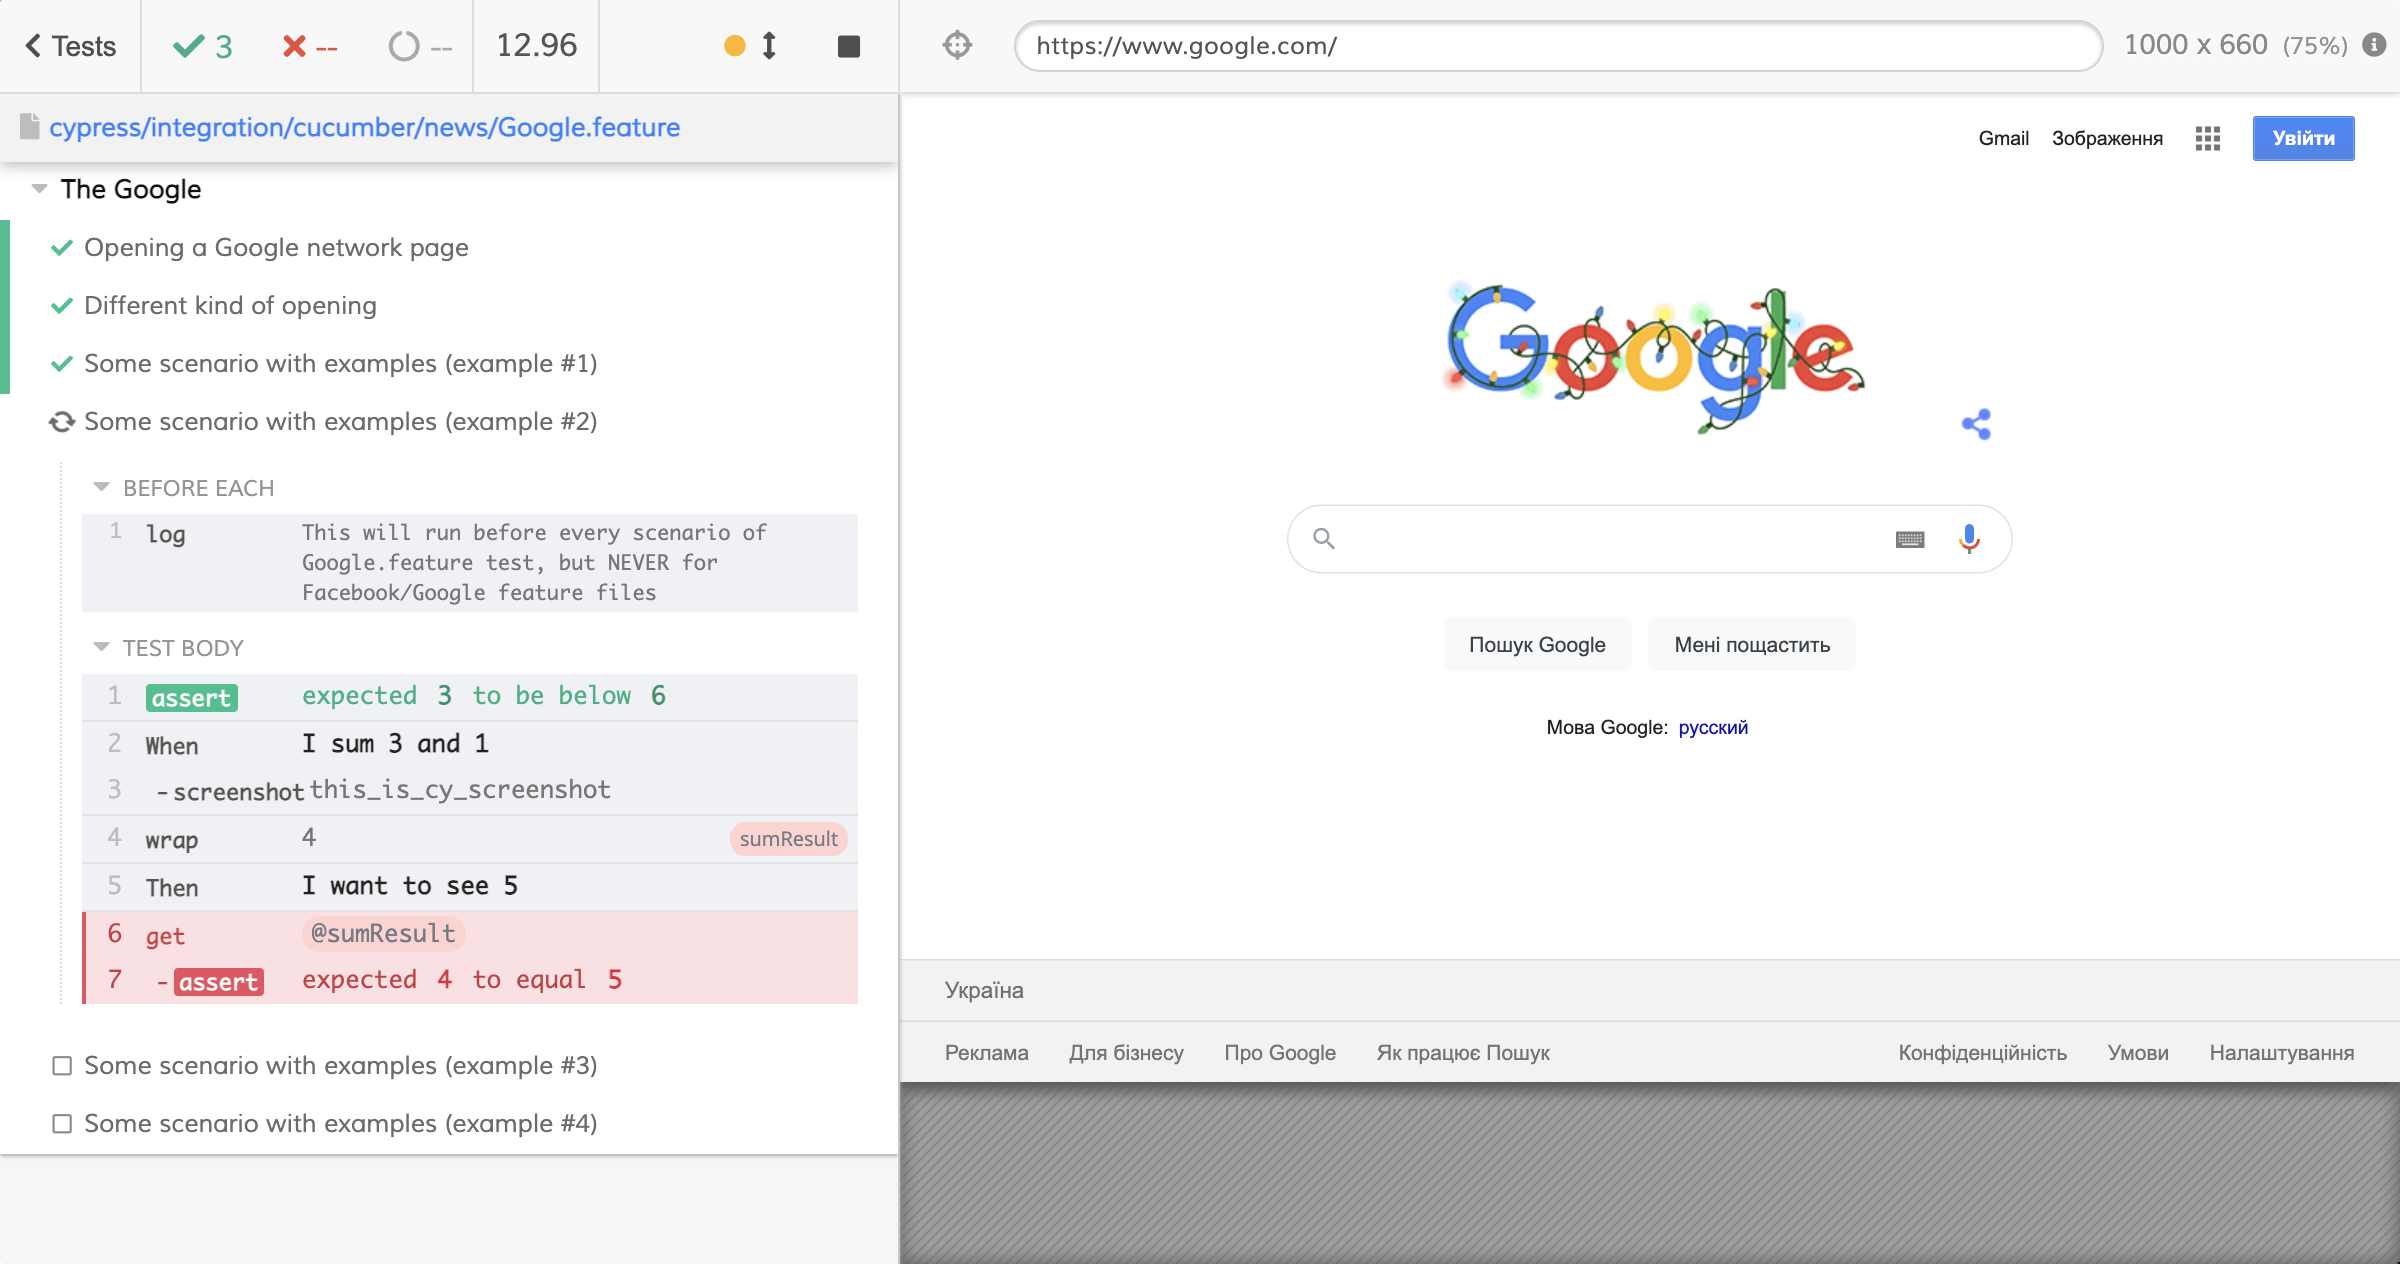 Tests
3
--
--
12.96
https://www.google.com/
1000 x 660 (75%)
cypress/integration/cucumber/news/Google.feature
The Google
Opening a Google network page
Different kind of opening
Some scenario with examples (example #1)
Some scenario with examples (example #2)
BEFORE EACH
1 log This will run before every scenario of
Google.feature test, but NEVER for
Facebook/Google feature files
TEST BODY
1 assert expected 3 to be below 6
2 When I sum 3 and 1
3 -screenshot this_is_cy_screenshot
4 wrap 4 sumResult
5 Then I want to see 5
6 get @sumResult
7 -assert expected 4 to equal 5
Some scenario with examples (example #3)
Some scenario with examples (example #4)
Gmail Зображення Увійти
Google
Пошук Google Мені пощастить
Мова Google: русский
Україна
Реклама Для бізнесу Про Google Як працює Пошук Конфіденційність Умови Налаштування